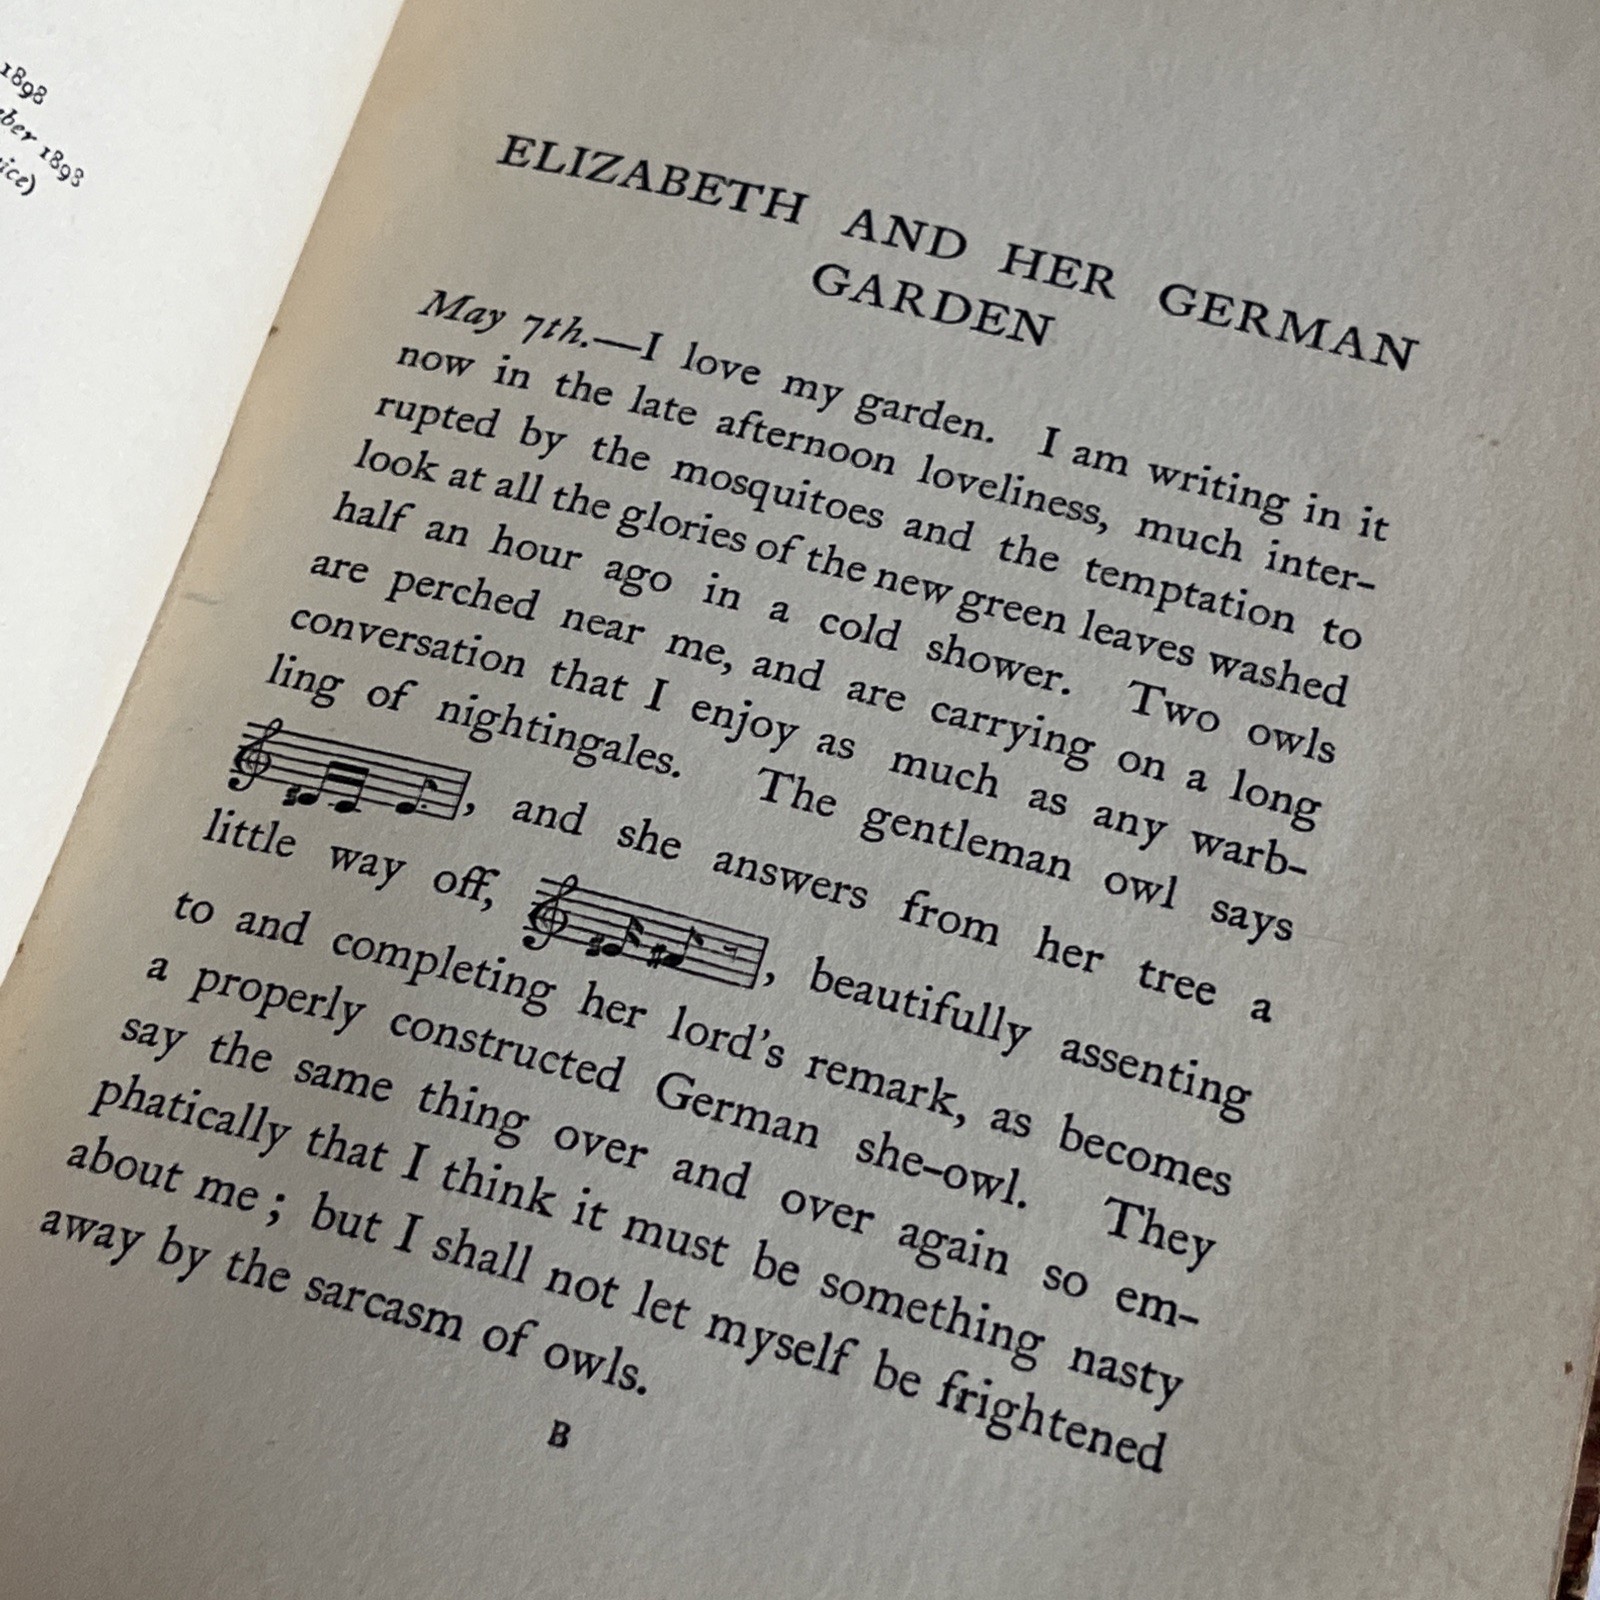 1898
ber 1898
ice)
ELIZABETH AND HER GERMAN
GARDEN
May 7th.—I love my garden. I am writing in it
now in the late afternoon loveliness, much inter-
rupted by the mosquitoes and the temptation to
look at all the glories of the new green leaves washed
half an hour ago in a cold shower. Two owls
are perched near me, and are carrying on a long
conversation that I enjoy as much as any warb-
ling of nightingales. The gentleman owl says
, and she answers from her tree a
little way off, , beautifully assenting
to and completing her lord's remark, as becomes
a properly constructed German she-owl. They
say the same thing over and over again so em-
phatically that I think it must be something nasty
about me; but I shall not let myself be frightened
away by the sarcasm of owls.
B